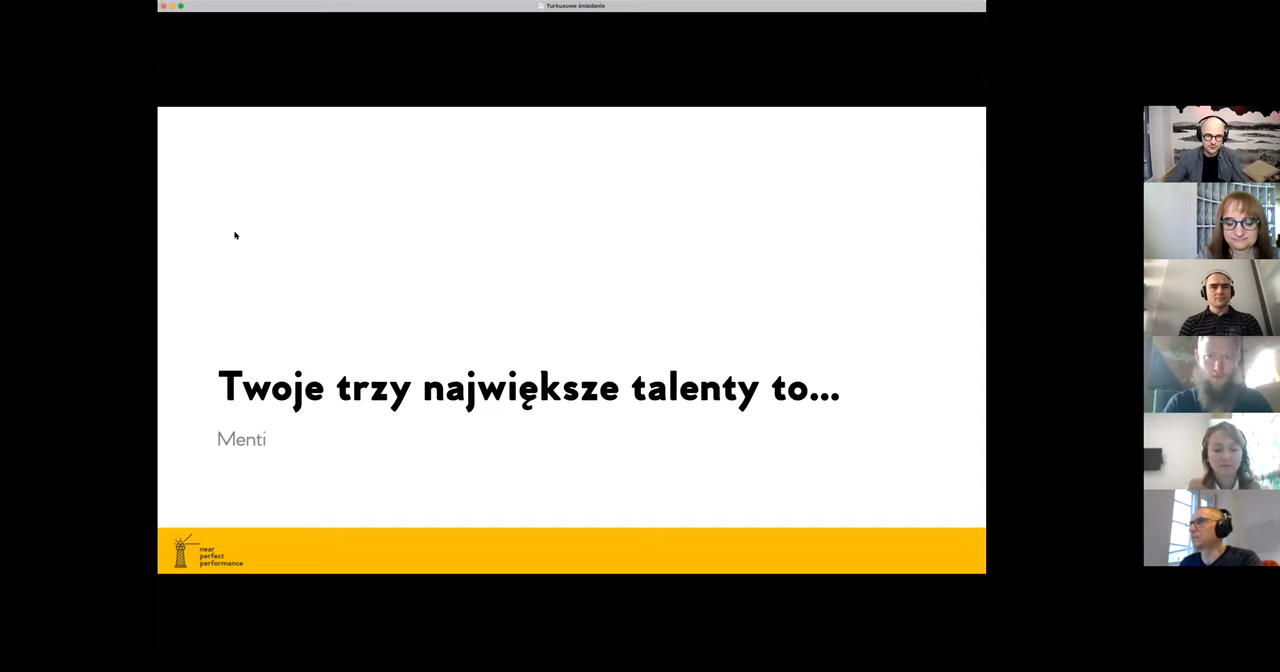 Turkusowe śniadanie
Twoje trzy największe talenty to...
Menti
near
perfect
performance